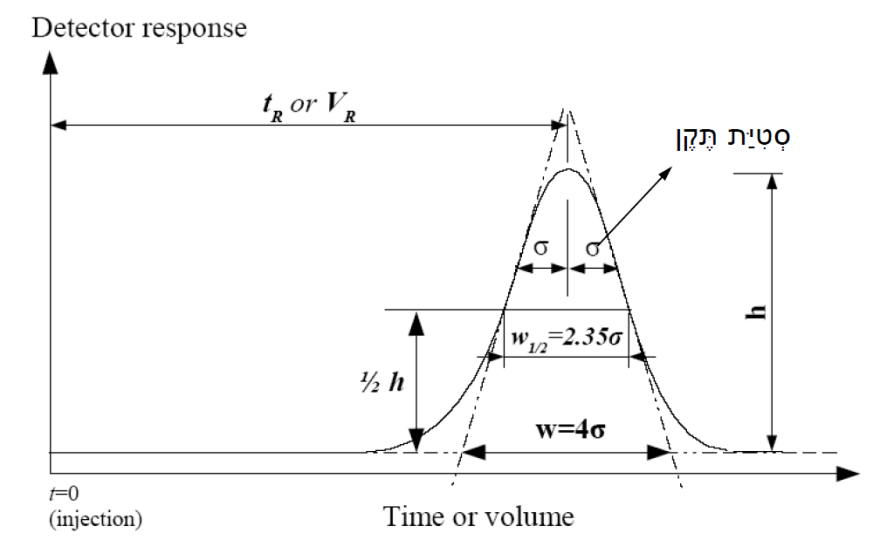 Detector response
t_R or V_R
סְטִיַּת תֶּקֶן
σ σ
h
w_1/2=2.35σ
½ h
w=4σ
t=0
(injection)
Time or volume